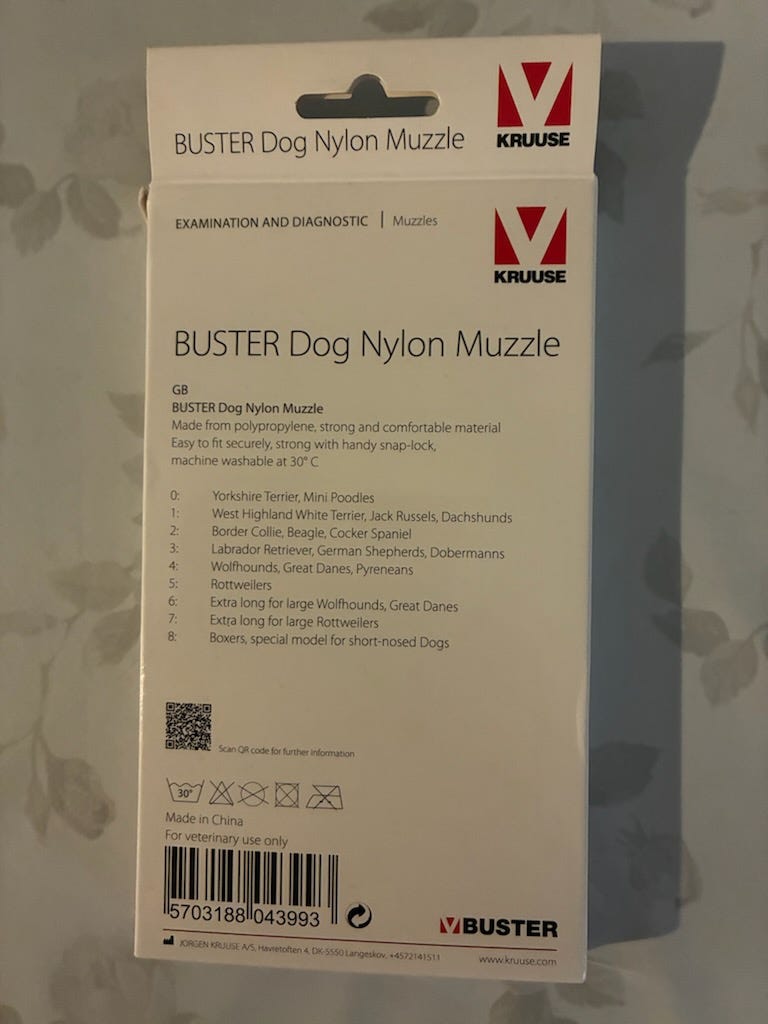 BUSTER Dog Nylon Muzzle
KRUUSE
EXAMINATION AND DIAGNOSTIC | Muzzles
KRUUSE
BUSTER Dog Nylon Muzzle
GB
BUSTER Dog Nylon Muzzle
Made from polypropylene, strong and comfortable material
Easy to fit securely, strong with handy snap-lock,
machine washable at 30° C
0: Yorkshire Terrier, Mini Poodles
1: West Highland White Terrier, Jack Russels, Dachshunds
2: Border Collie, Beagle, Cocker Spaniel
3: Labrador Retriever, German Shepherds, Dobermanns
4: Wolfhounds, Great Danes, Pyreneans
5: Rottweilers
6: Extra long for large Wolfhounds, Great Danes
7: Extra long for large Rottweilers
8: Boxers, special model for short-nosed Dogs
Scan QR code for further information
30°
Made in China
For veterinary use only
5703188 043993
BUSTER
JORGEN KRUUSE A/S, Havretoften 4, DK-5550 Langeskov, +4572141511
www.kruuse.com